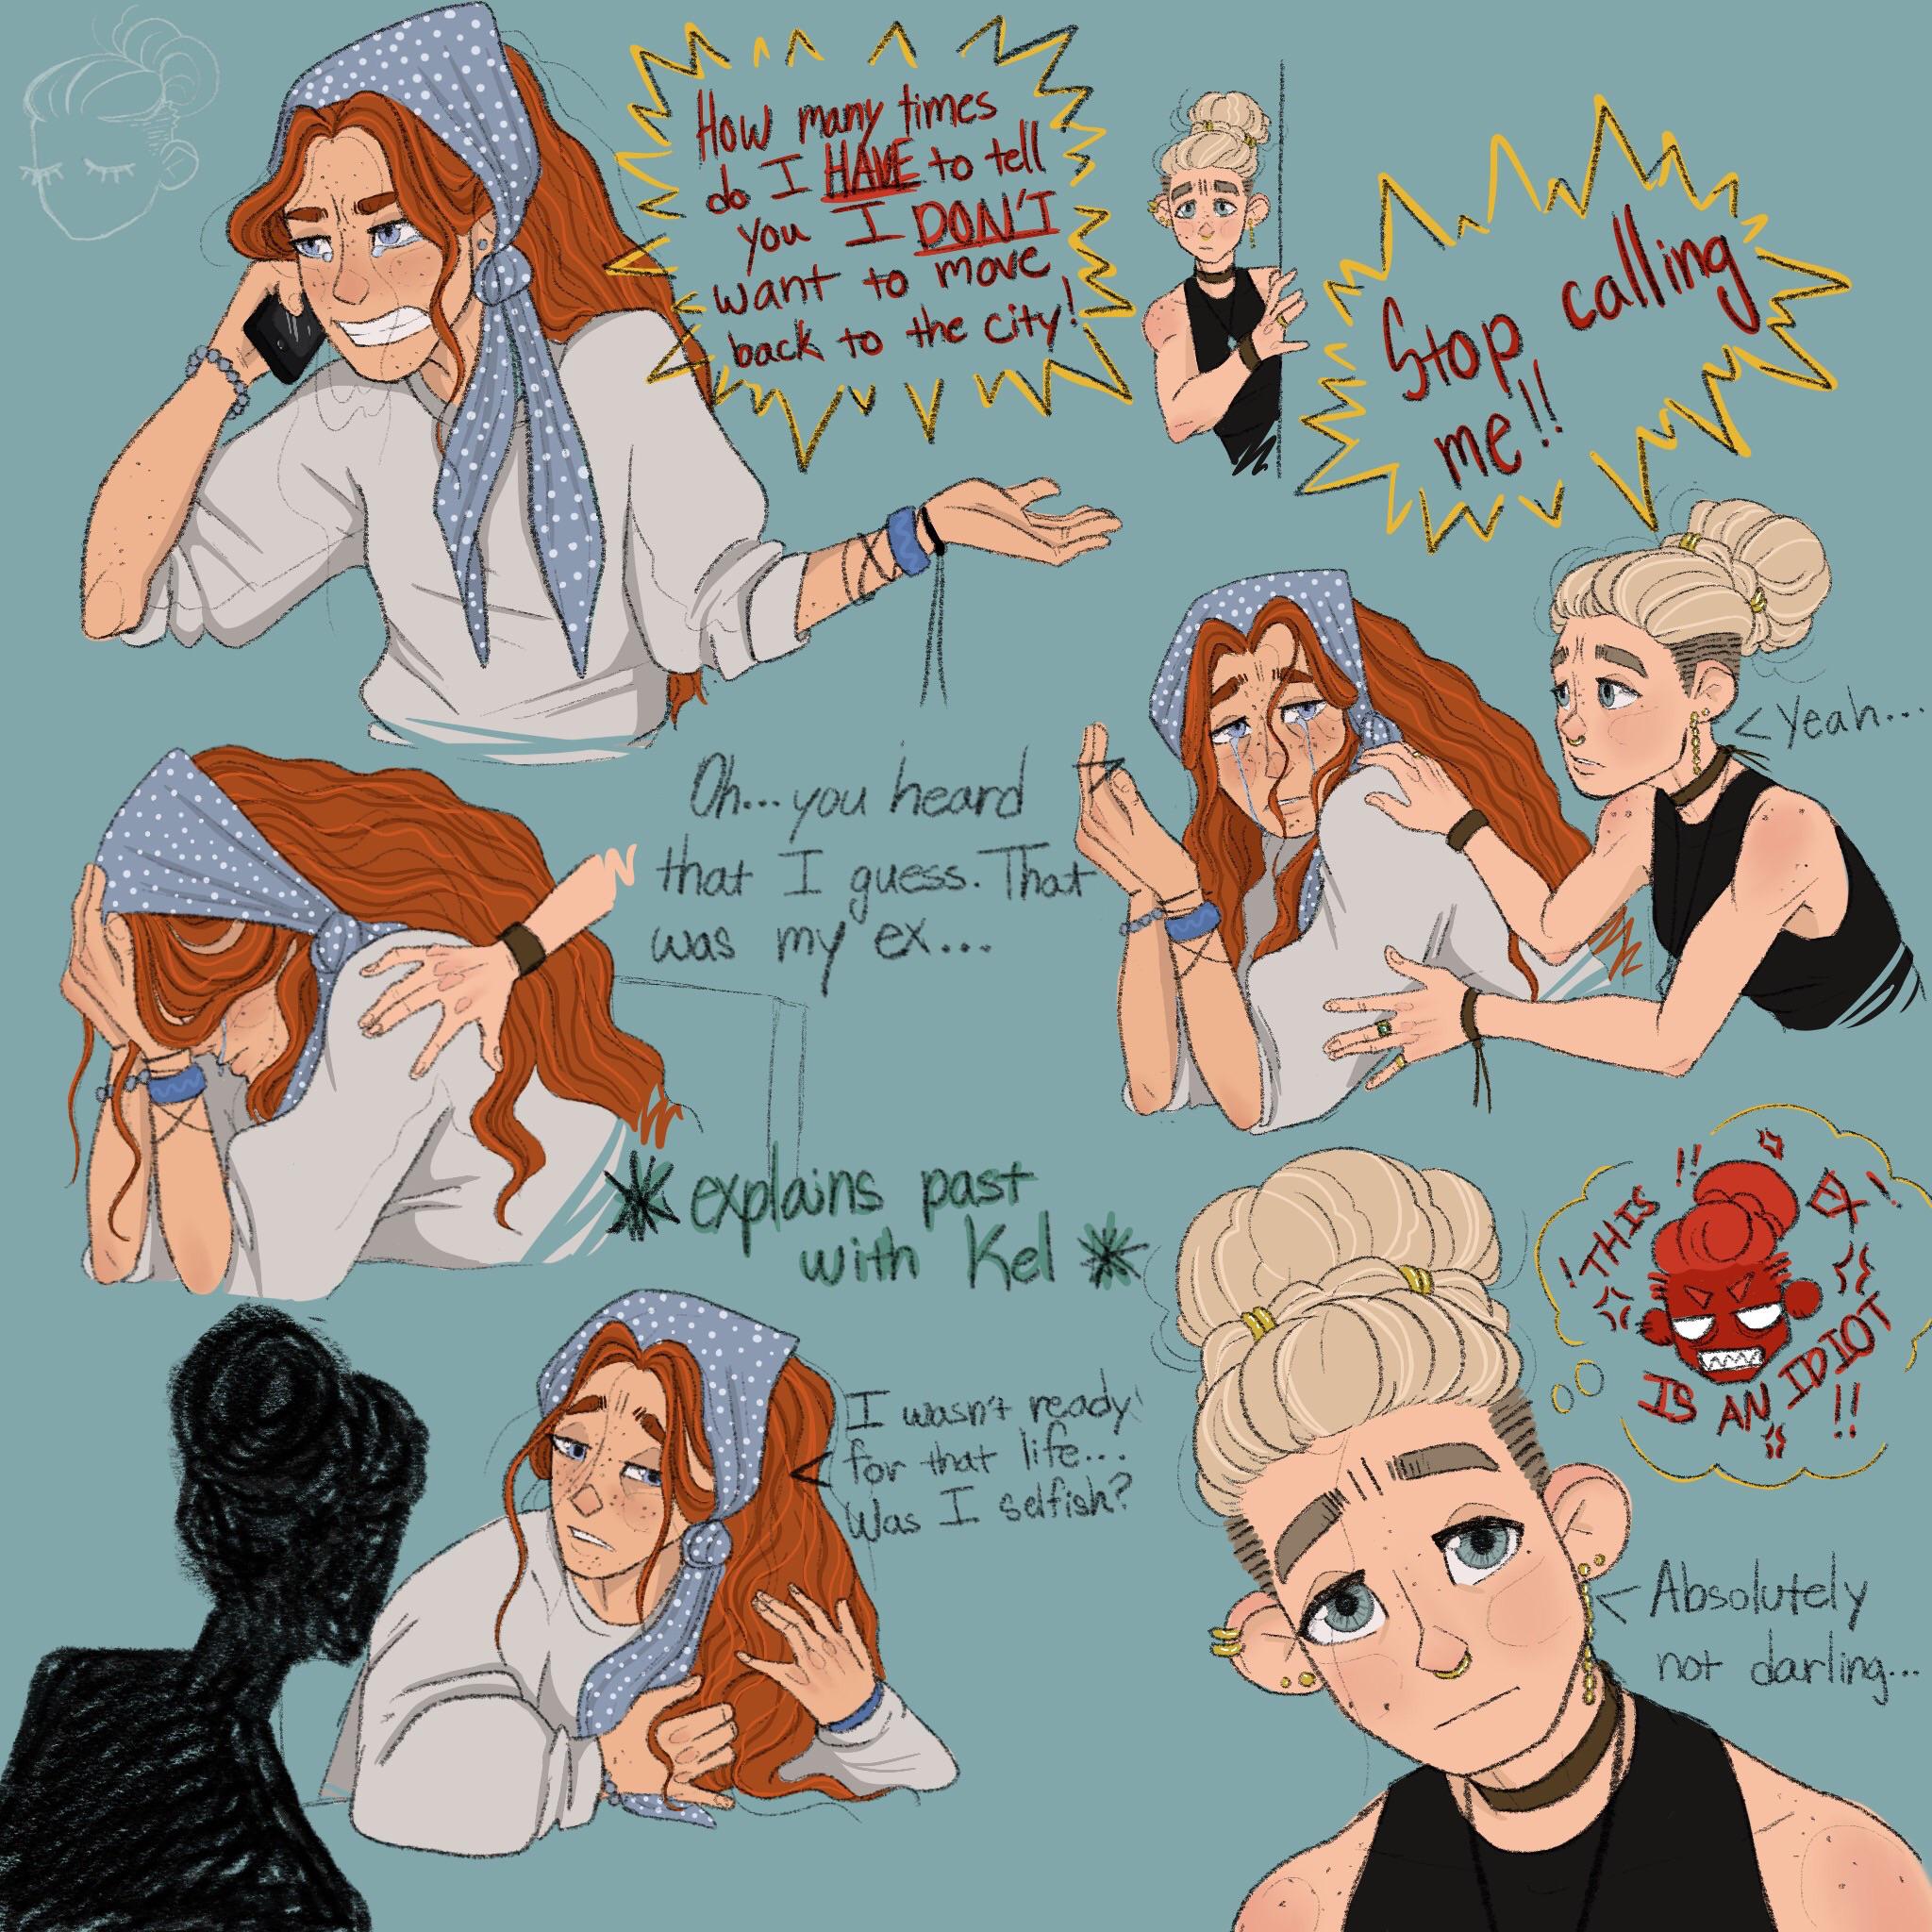 How many times
do I HAVE to tell
you I DON'T
want to move
back to the city!
Stop calling
me!!
Oh...you heard
that I guess. That
was my ex...
Yeah...
*explains past
with Kel*
I wasn't ready
for that life...
Was I selfish?
!THIS !! EX!
IS AN IDIOT!!
Absolutely
not darling...